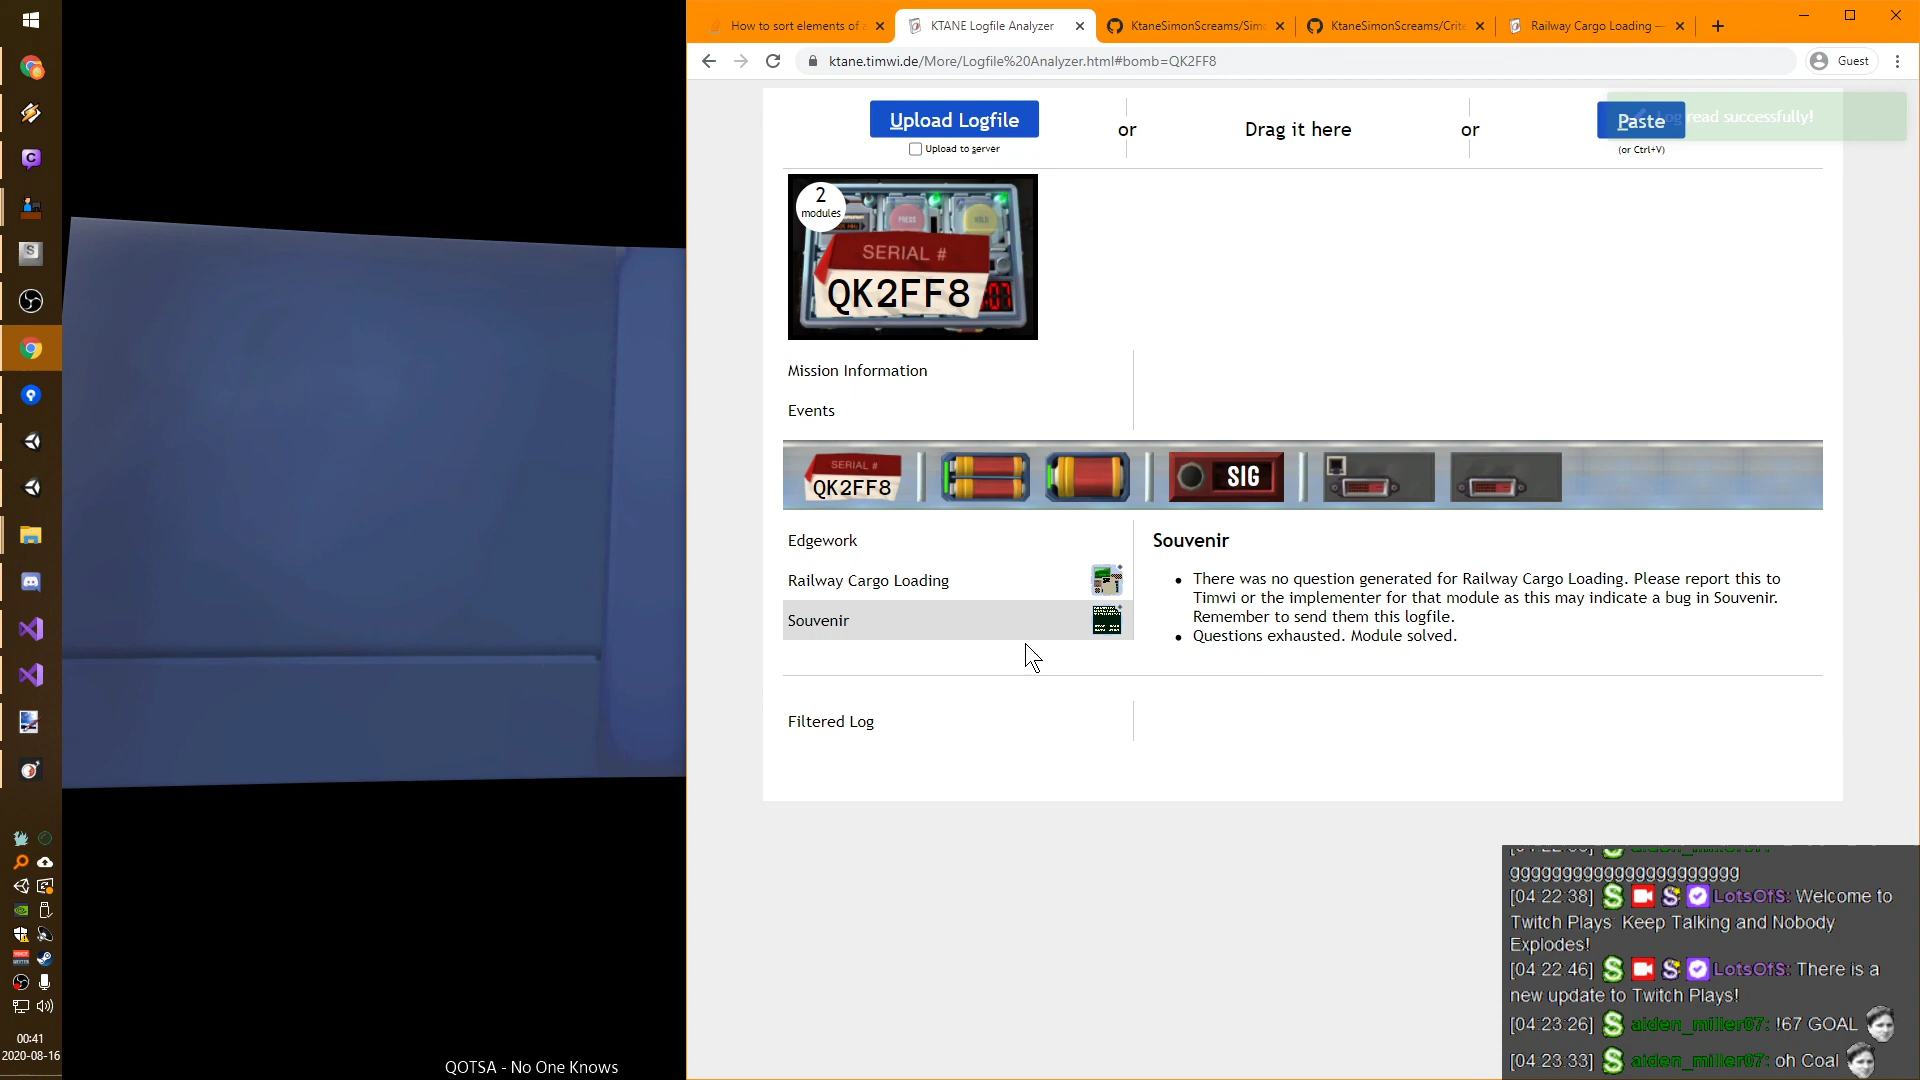 How to sort elements of a
KTANE Logfile Analyzer
KtaneSimonScreams/Simo
KtaneSimonScreams/Crite
Railway Cargo Loading —
ktane.timwi.de/More/Logfile%20Analyzer.html#bomb=QK2FF8
Guest
Upload Logfile
Upload to server
or
Drag it here
or
Paste
Log read successfully!
(or Ctrl+V)
2
modules
PRESS
HOLD
SERIAL #
QK2FF8
Mission Information
Events
SERIAL #
QK2FF8
SIG
Edgework
Railway Cargo Loading
Souvenir
Filtered Log
Souvenir
There was no question generated for Railway Cargo Loading. Please report this to
Timwi or the implementer for that module as this may indicate a bug in Souvenir.
Remember to send them this logfile.
Questions exhausted. Module solved.
gggggggggggggggggggggg
[04:22:38] LotsOfS: Welcome to
Twitch Plays: Keep Talking and Nobody
Explodes!
[04:22:46] LotsOfS: There is a
new update to Twitch Plays!
[04:23:26] aiden_miller07: !67 GOAL
[04:23:33] aiden_miller07: oh Coal
00:41
2020-08-16
QOTSA - No One Knows